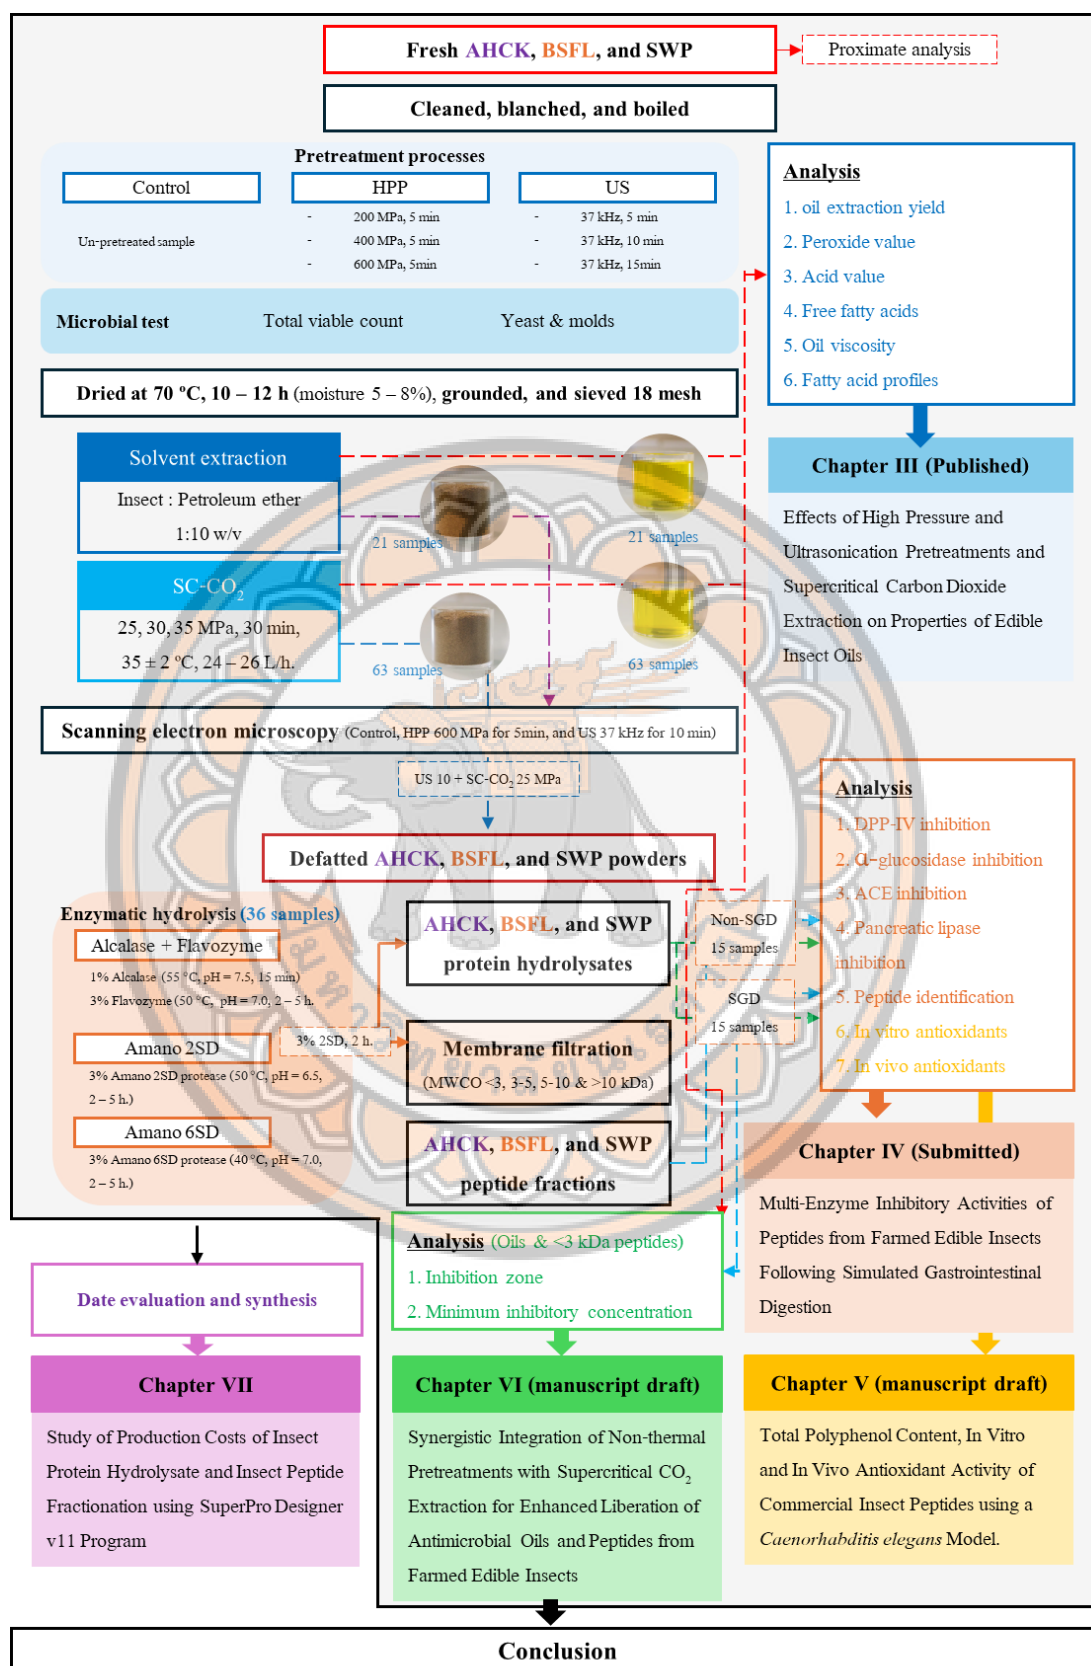 Fresh AHCK, BSFL, and SWP
Proximate analysis
Cleaned, blanched, and boiled
Pretreatment processes
Control
HPP
US
Un-pretreated sample
- 200 MPa, 5 min
- 400 MPa, 5 min
- 600 MPa, 5min
- 37 kHz, 5 min
- 37 kHz, 10 min
- 37 kHz, 15min
Microbial test
Total viable count
Yeast & molds
Dried at 70 ºC, 10 – 12 h (moisture 5 – 8%), grounded, and sieved 18 mesh
Analysis
1. oil extraction yield
2. Peroxide value
3. Acid value
4. Free fatty acids
5. Oil viscosity
6. Fatty acid profiles
Chapter III (Published)
Effects of High Pressure and
Ultrasonication Pretreatments and
Supercritical Carbon Dioxide
Extraction on Properties of Edible
Insect Oils
Solvent extraction
Insect : Petroleum ether
1:10 w/v
21 samples
21 samples
SC-CO₂
25, 30, 35 MPa, 30 min,
35 ± 2 ºC, 24 – 26 L/h.
63 samples
63 samples
Scanning electron microscopy (Control, HPP 600 MPa for 5min, and US 37 kHz for 10 min)
US 10 + SC-CO₂ 25 MPa
Defatted AHCK, BSFL, and SWP powders
Enzymatic hydrolysis (36 samples)
Alcalase + Flavozyme
1% Alcalase (55 °C, pH = 7.5, 15 min)
3% Flavozyme (50 °C, pH = 7.0, 2 – 5 h.
Amano 2SD
3% Amano 2SD protease (50°C, pH = 6.5,
2 – 5 h.)
Amano 6SD
3% Amano 6SD protease (40°C, pH = 7.0,
2 – 5 h.)
3% 2SD, 2 h.
AHCK, BSFL, and SWP
protein hydrolysates
Membrane filtration
(MWCO <3, 3-5, 5-10 & >10 kDa)
AHCK, BSFL, and SWP
peptide fractions
Non-SGD
15 samples
SGD
15 samples
Analysis
1. DPP-IV inhibition
2. α-glucosidase inhibition
3. ACE inhibition
4. Pancreatic lipase
inhibition
5. Peptide identification
6. In vitro antioxidants
7. In vivo antioxidants
Chapter IV (Submitted)
Multi-Enzyme Inhibitory Activities of
Peptides from Farmed Edible Insects
Following Simulated Gastrointestinal
Digestion
Analysis (Oils & <3 kDa peptides)
1. Inhibition zone
2. Minimum inhibitory concentration
Date evaluation and synthesis
Chapter VII
Study of Production Costs of Insect
Protein Hydrolysate and Insect Peptide
Fractionation using SuperPro Designer
v11 Program
Chapter VI (manuscript draft)
Synergistic Integration of Non-thermal
Pretreatments with Supercritical CO₂
Extraction for Enhanced Liberation of
Antimicrobial Oils and Peptides from
Farmed Edible Insects
Chapter V (manuscript draft)
Total Polyphenol Content, In Vitro
and In Vivo Antioxidant Activity of
Commercial Insect Peptides using a
Caenorhabditis elegans Model.
Conclusion